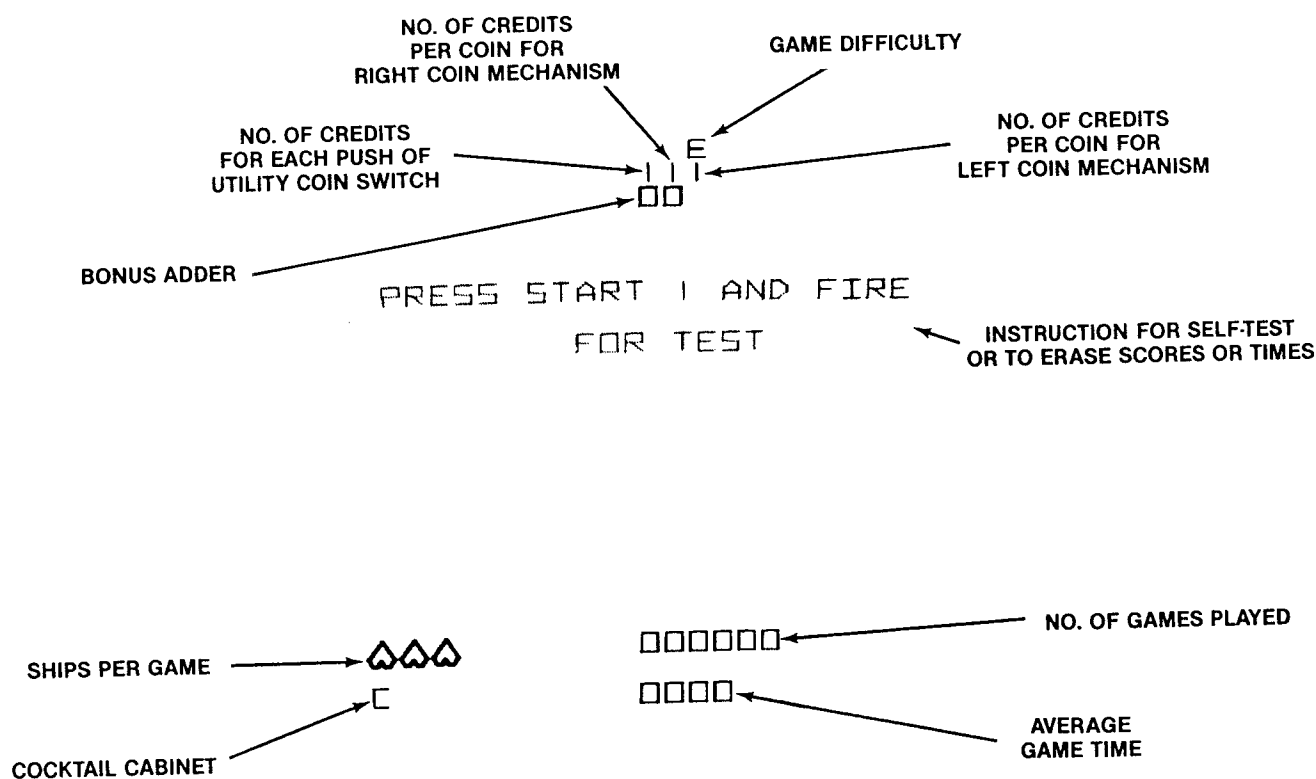 NO. OF CREDITS
PER COIN FOR
RIGHT COIN MECHANISM
GAME DIFFICULTY
NO. OF CREDITS
FOR EACH PUSH OF
UTILITY COIN SWITCH
NO. OF CREDITS
PER COIN FOR
LEFT COIN MECHANISM
E
1 1 1
00
BONUS ADDER
PRESS START 1 AND FIRE
FOR TEST
INSTRUCTION FOR SELF-TEST
OR TO ERASE SCORES OR TIMES
SHIPS PER GAME
000000
NO. OF GAMES PLAYED
C
0000
COCKTAIL CABINET
AVERAGE
GAME TIME